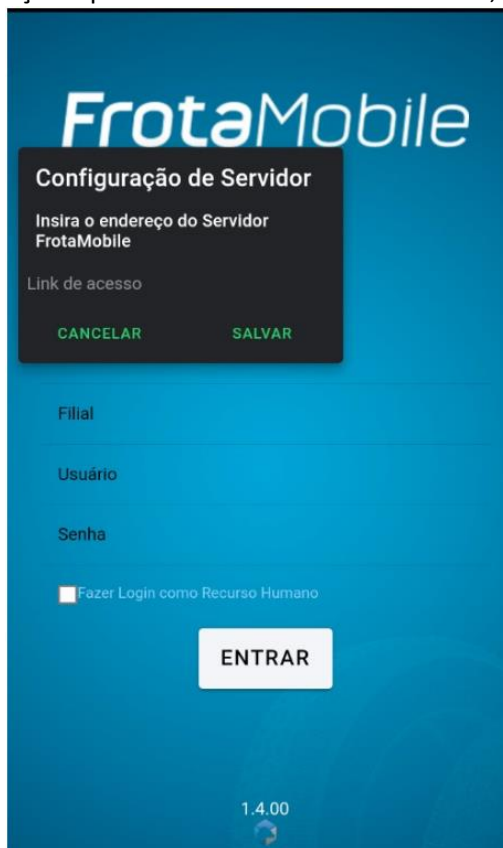 FrotaMobile
Configuração de Servidor
Insira o endereço do Servidor
FrotaMobile
Link de acesso
CANCELAR SALVAR
Filial
Usuário
Senha
Fazer Login como Recurso Humano
ENTRAR
1.4.00